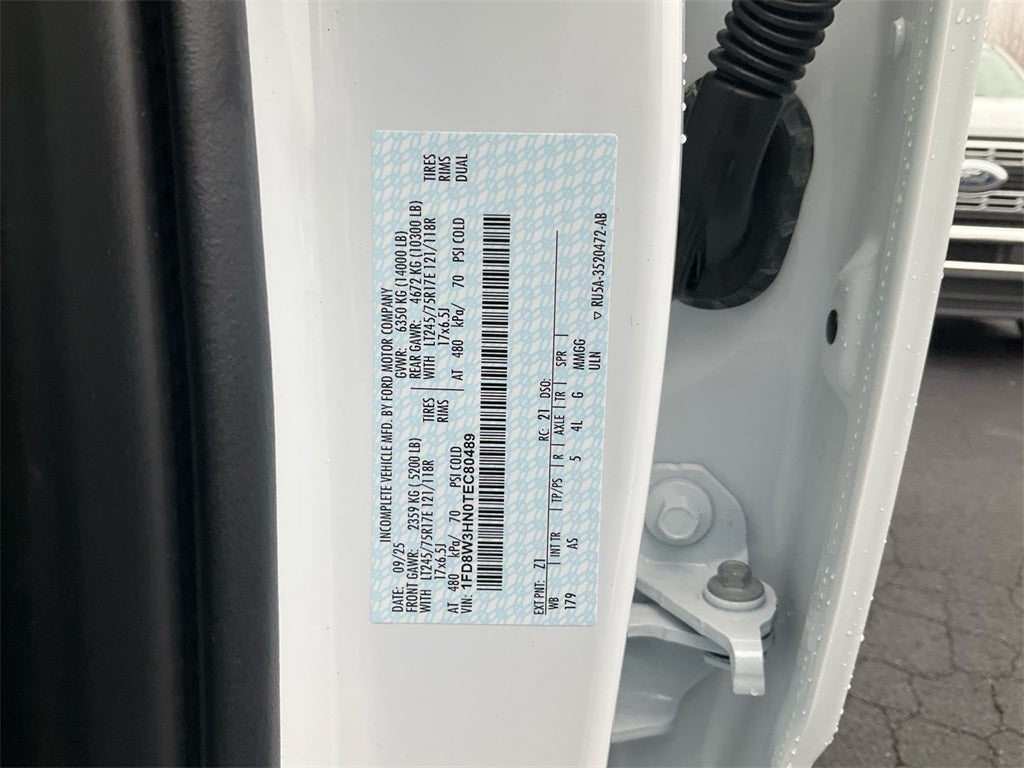 INCOMPLETE VEHICLE MFD. BY FORD MOTOR COMPANY
DATE: 09/25 GVWR: 6350 KG (14000 LB)
FRONT GAWR: 2359 KG (5200 LB) REAR GAWR: 4672 KG (10300 LB)
WITH LT245/75R17E 121/118R TIRES WITH LT245/75R17E 121/118R TIRES
17x6.5J RIMS 17x6.5J RIMS
AT 480 kPa/ 70 PSI COLD AT 480 kPa/ 70 PSI COLD DUAL
VIN: 1FD8W3HN0TEC80489
EXT PNT: Z1 RC: 21 DSO:
WB INT TR TP/PS R AXLE TR SPR
179 AS 5 4L G MMGG
ULN
RU5A-3520472-AB
Ford